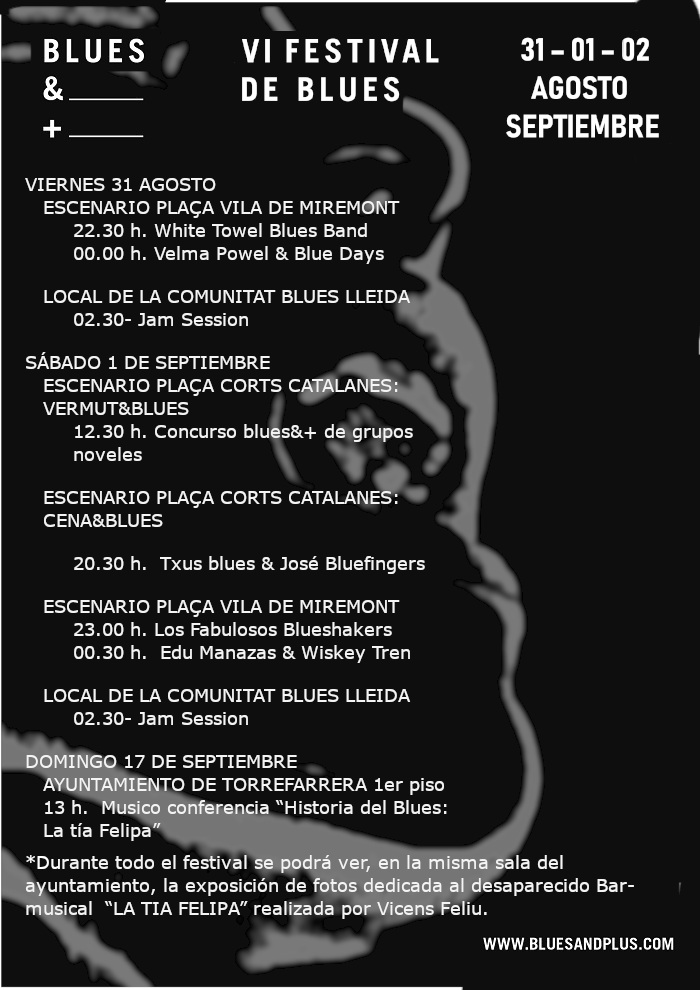 BLUES
& ______
+ ______
VI FESTIVAL
DE BLUES
31 – 01 – 02
AGOSTO
SEPTIEMBRE
VIERNES 31 AGOSTO
ESCENARIO PLAÇA VILA DE MIREMONT
22.30 h. White Towel Blues Band
00.00 h. Velma Powel & Blue Days
LOCAL DE LA COMUNITAT BLUES LLEIDA
02.30- Jam Session
SÁBADO 1 DE SEPTIEMBRE
ESCENARIO PLAÇA CORTS CATALANES:
VERMUT&BLUES
12.30 h. Concurso blues&+ de grupos
noveles
ESCENARIO PLAÇA CORTS CATALANES:
CENA&BLUES
20.30 h. Txus blues & José Bluefingers
ESCENARIO PLAÇA VILA DE MIREMONT
23.00 h. Los Fabulosos Blueshakers
00.30 h. Edu Manazas & Wiskey Tren
LOCAL DE LA COMUNITAT BLUES LLEIDA
02.30- Jam Session
DOMINGO 17 DE SEPTIEMBRE
AYUNTAMIENTO DE TORREFARRERA 1er piso
13 h. Musico conferencia “Historia del Blues:
La tía Felipa”
*Durante todo el festival se podrá ver, en la misma sala del
ayuntamiento, la exposición de fotos dedicada al desaparecido Bar-
musical “LA TIA FELIPA” realizada por Vicens Feliu.
WWW.BLUESANDPLUS.COM